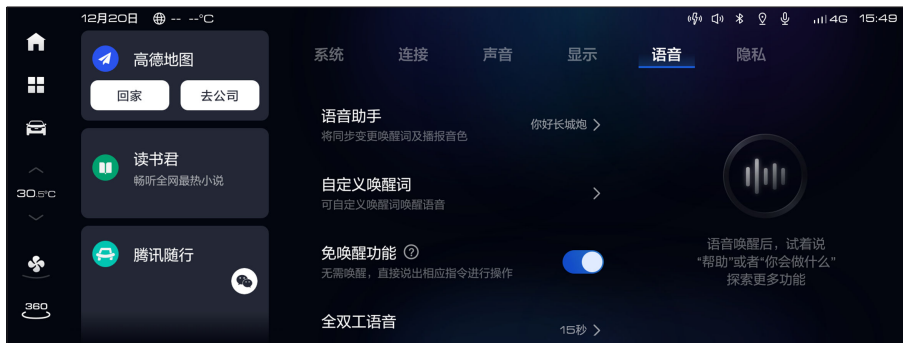 12月20日 -- --°C
4G 15:49
30.5°C
360
高德地图
回家 去公司
读书君
畅听全网最热小说
腾讯随行
系统 连接 声音 显示 语音 隐私
语音助手
将同步变更唤醒词及播报音色
你好长城炮
自定义唤醒词
可自定义唤醒词唤醒语音
免唤醒功能 ?
无需唤醒，直接说出相应指令进行操作
全双工语音
15秒
语音唤醒后，试着说
“帮助”或者“你会做什么”
探索更多功能